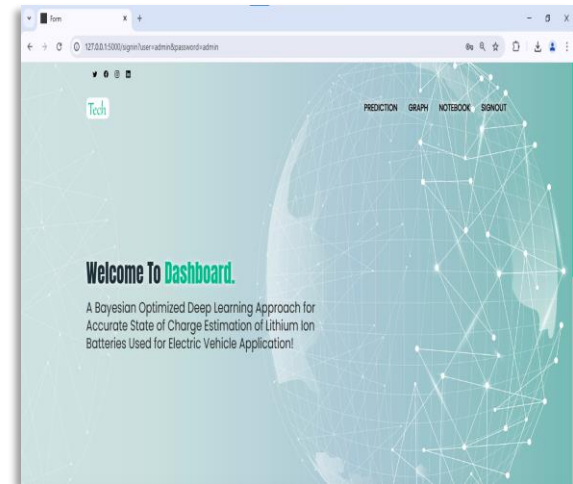 Form
127.0.0.1:5000/signin?user=admin&password=admin
Tech
PREDICTION GRAPH NOTEBOOK SIGNOUT
Welcome To Dashboard.
A Bayesian Optimized Deep Learning Approach for
Accurate State of Charge Estimation of Lithium Ion
Batteries Used for Electric Vehicle Application!